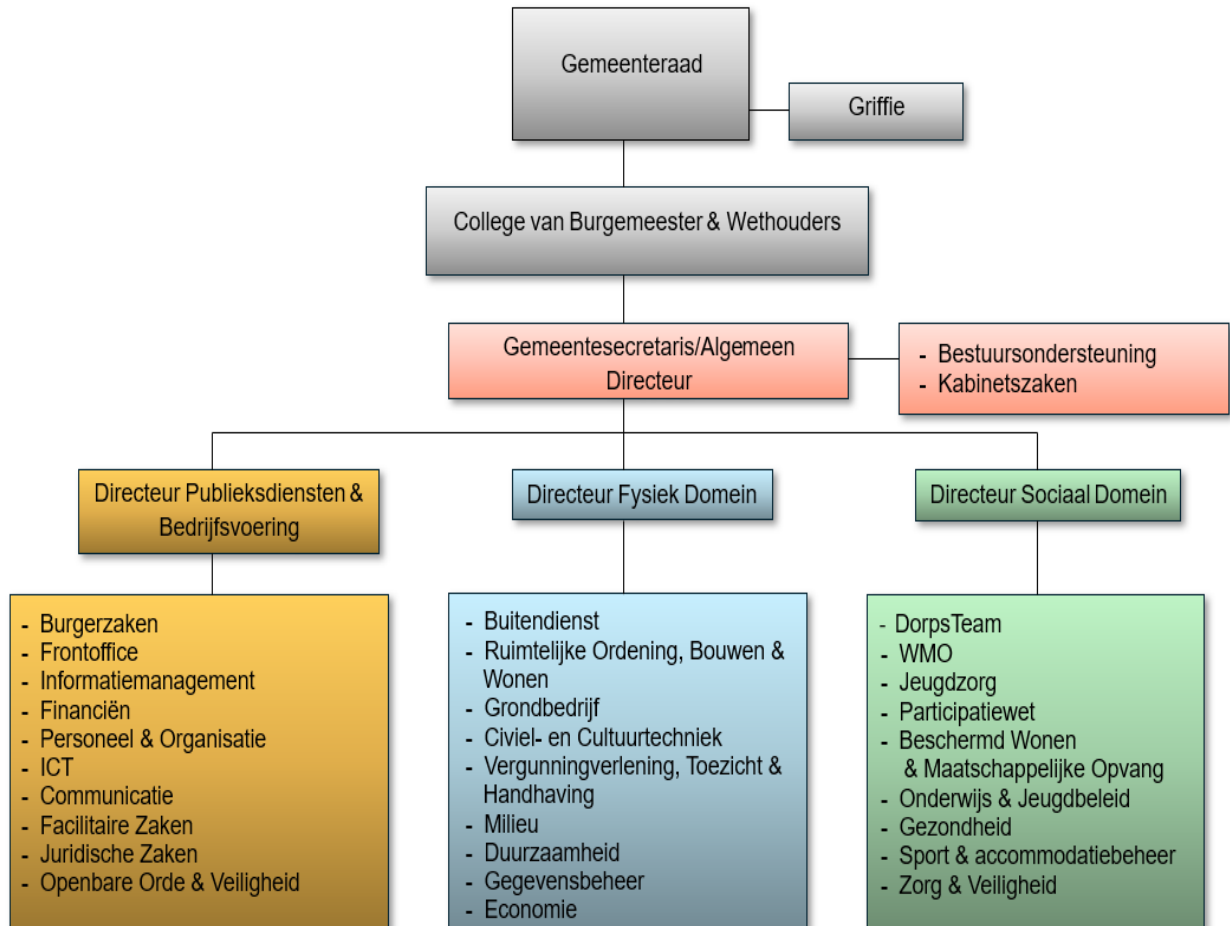 Gemeenteraad
Griffie
College van Burgemeester & Wethouders
Gemeentesecretaris/Algemeen
Directeur
- Bestuursondersteuning
- Kabinetszaken
Directeur Publieksdiensten &
Bedrijfsvoering
Directeur Fysiek Domein
Directeur Sociaal Domein
- Burgerzaken
- Frontoffice
- Informatiemanagement
- Financiën
- Personeel & Organisatie
- ICT
- Communicatie
- Facilitaire Zaken
- Juridische Zaken
- Openbare Orde & Veiligheid
- Buitendienst
- Ruimtelijke Ordening, Bouwen &
Wonen
- Grondbedrijf
- Civiel- en Cultuurtechniek
- Vergunningverlening, Toezicht &
Handhaving
- Milieu
- Duurzaamheid
- Gegevensbeheer
- Economie
- DorpsTeam
- WMO
- Jeugdzorg
- Participatiewet
- Beschermd Wonen
& Maatschappelijke Opvang
- Onderwijs & Jeugdbeleid
- Gezondheid
- Sport & accommodatiebeheer
- Zorg & Veiligheid